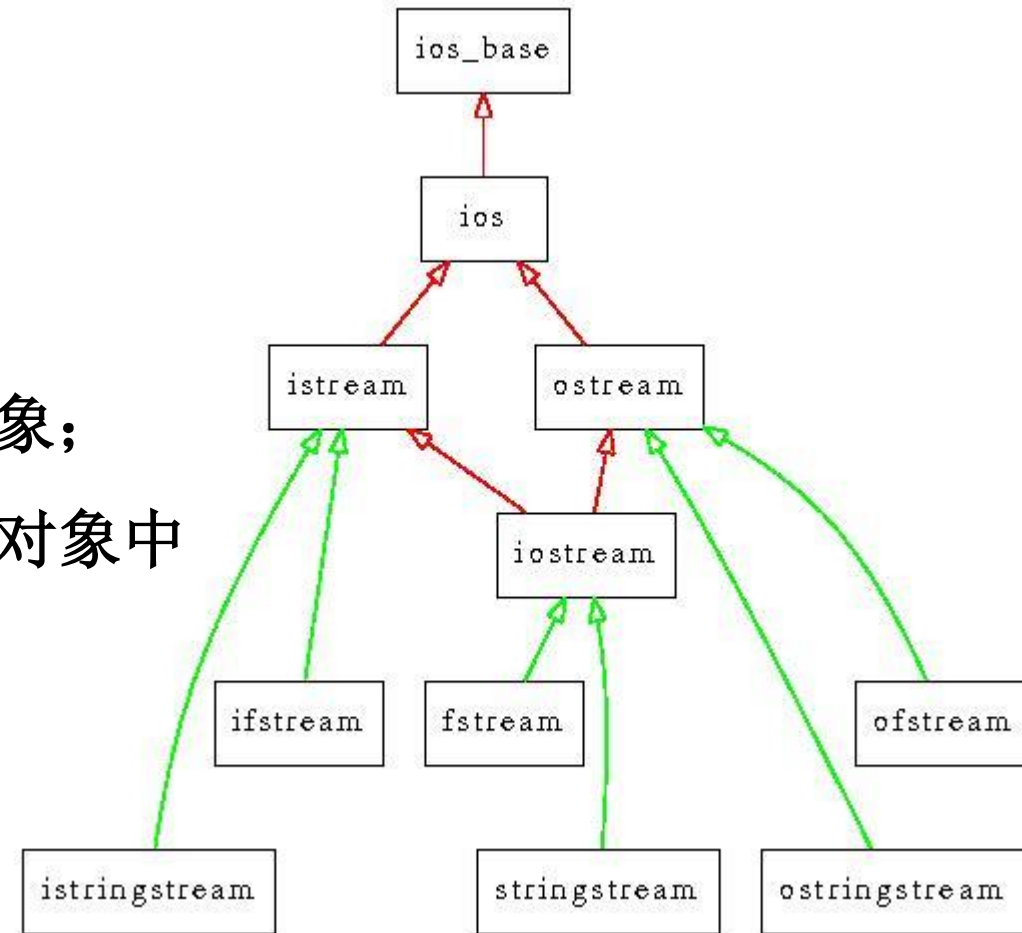 ios_base
ios
istream
ostream
象；
对象中
iostream
ifstream
fstream
ofstream
istringstream
stringstream
ostringstream